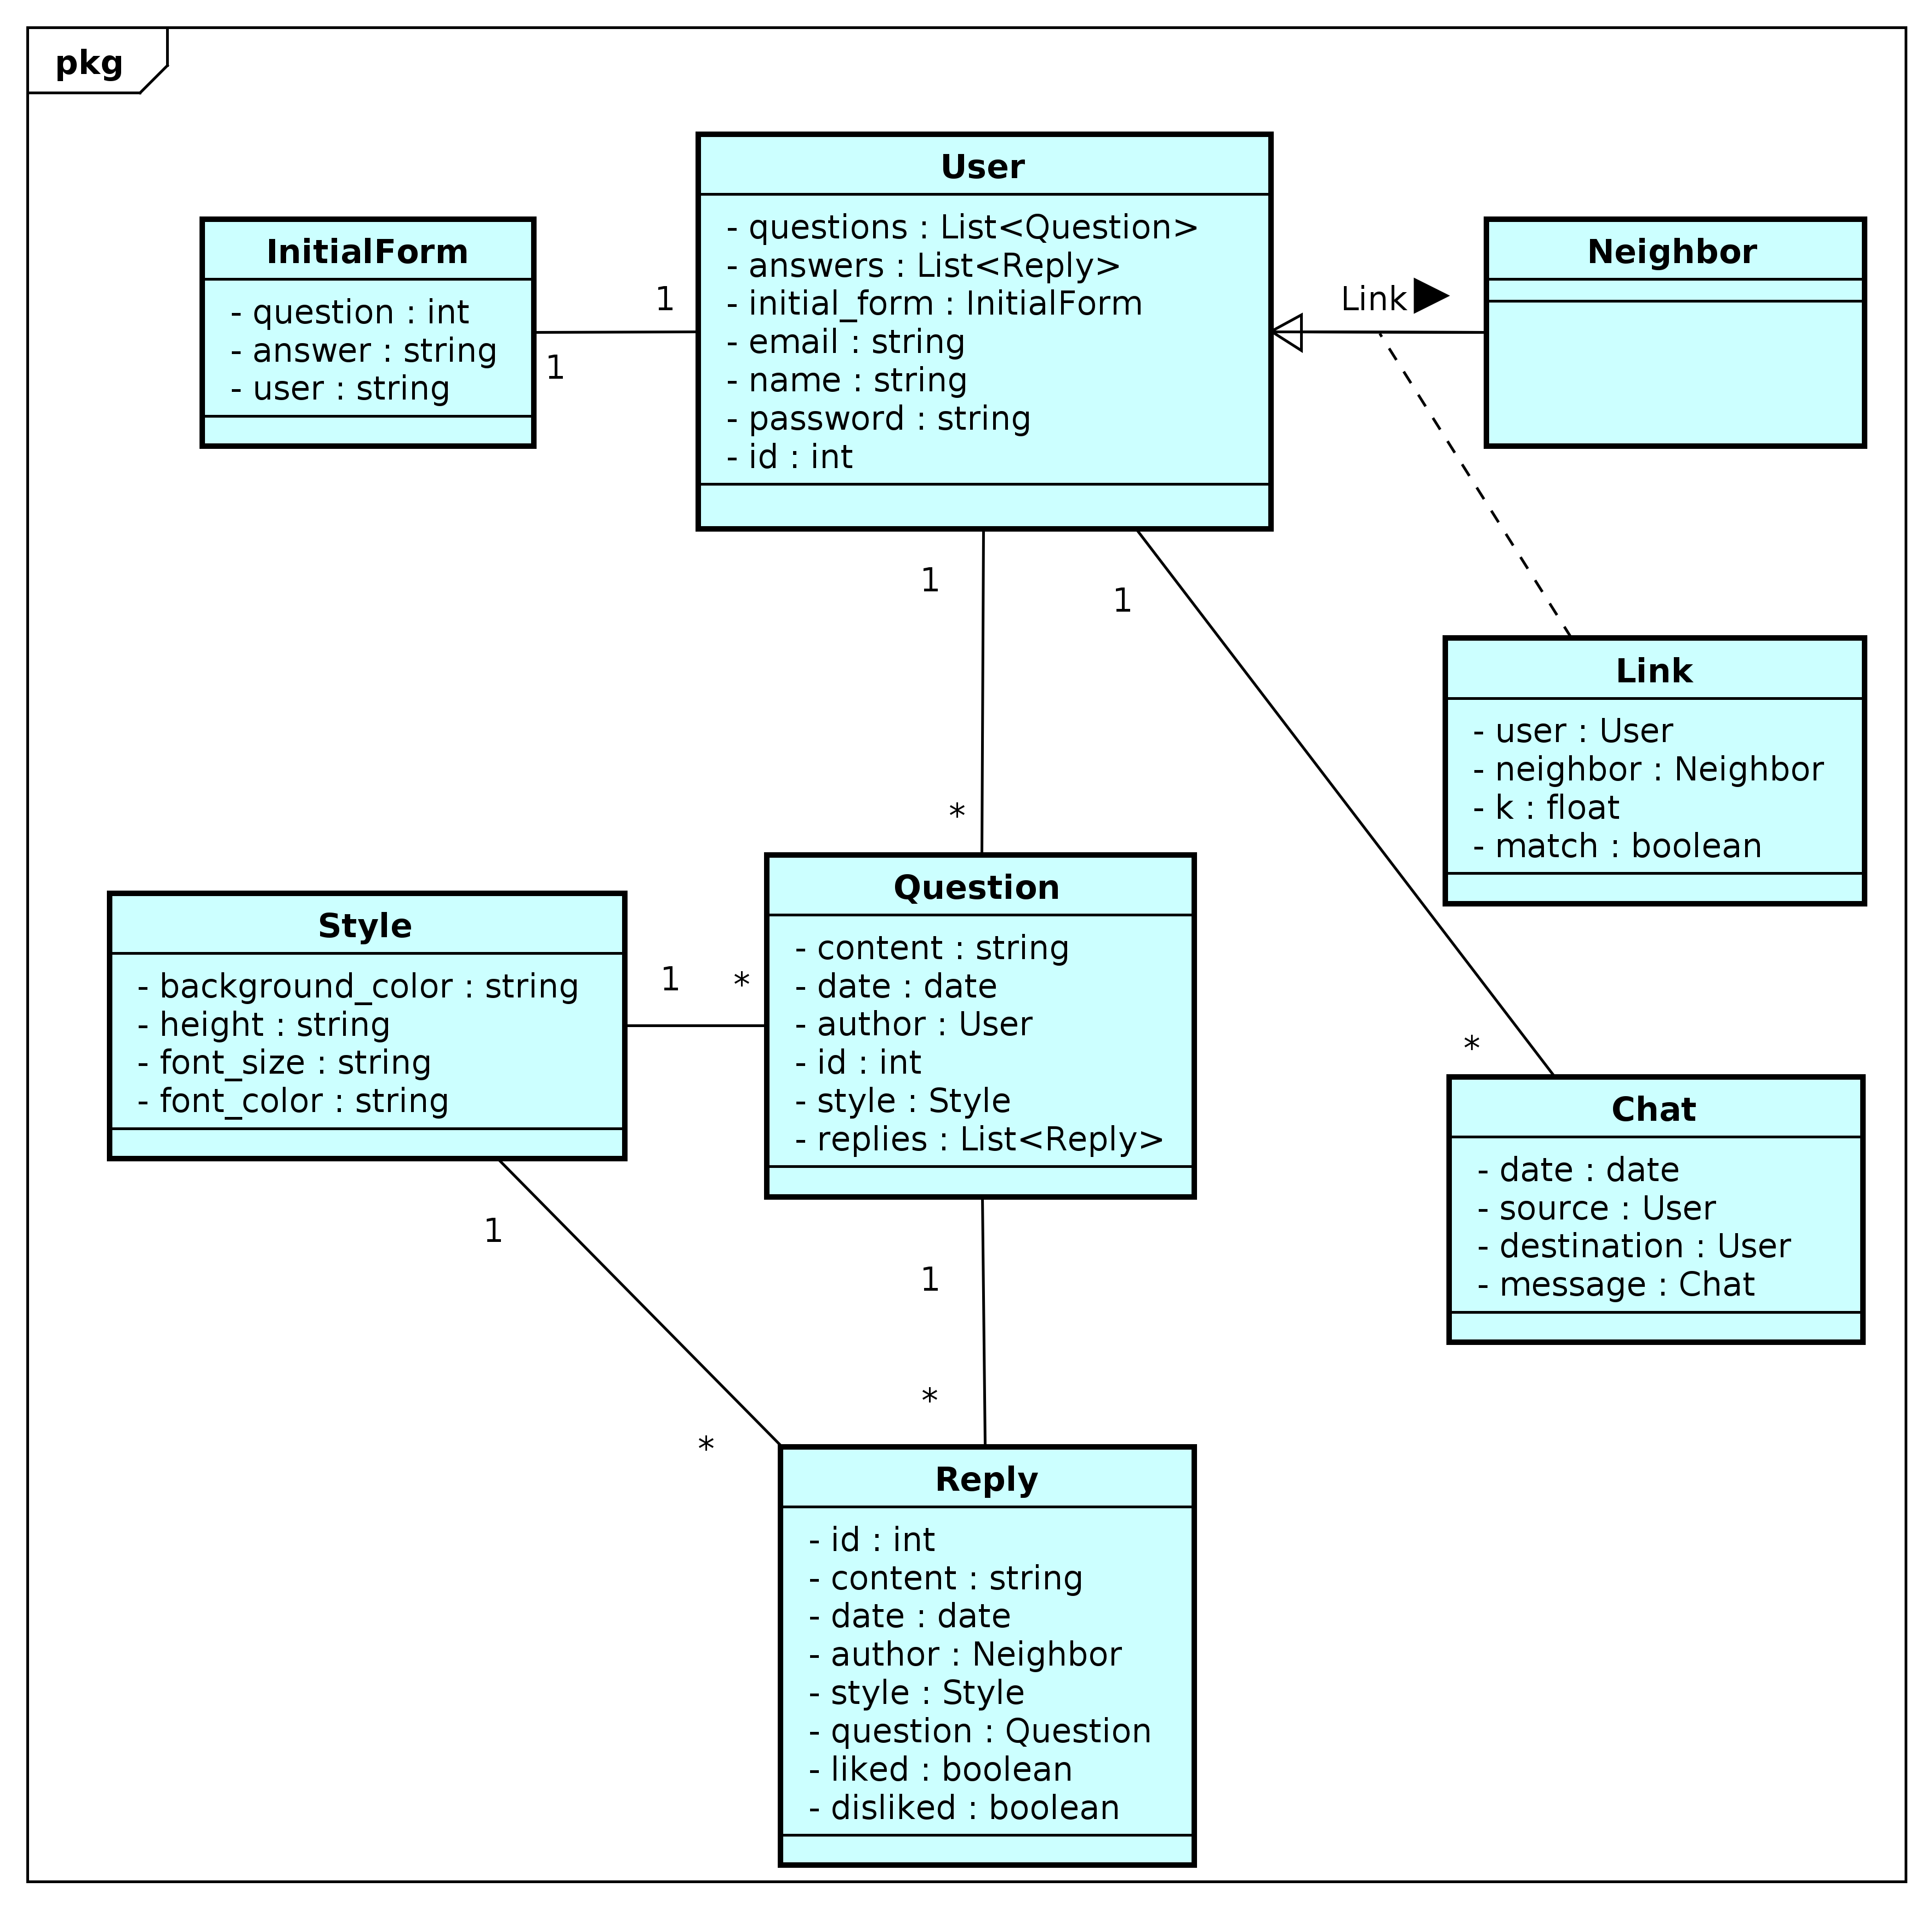 pkg
User
- questions : List<Question>
- answers : List<Reply>
- initial_form : InitialForm
- email : string
- name : string
- password : string
- id : int
InitialForm
- question : int
- answer : string
- user : string
1
1
Link
Neighbor
Link
- user : User
- neighbor : Neighbor
- k : float
- match : boolean
1
1
*
*
Question
- content : string
- date : date
- author : User
- id : int
- style : Style
- replies : List<Reply>
Style
- background_color : string
- height : string
- font_size : string
- font_color : string
1
*
Chat
- date : date
- source : User
- destination : User
- message : Chat
1
1
*
*
Reply
- id : int
- content : string
- date : date
- author : Neighbor
- style : Style
- question : Question
- liked : boolean
- disliked : boolean